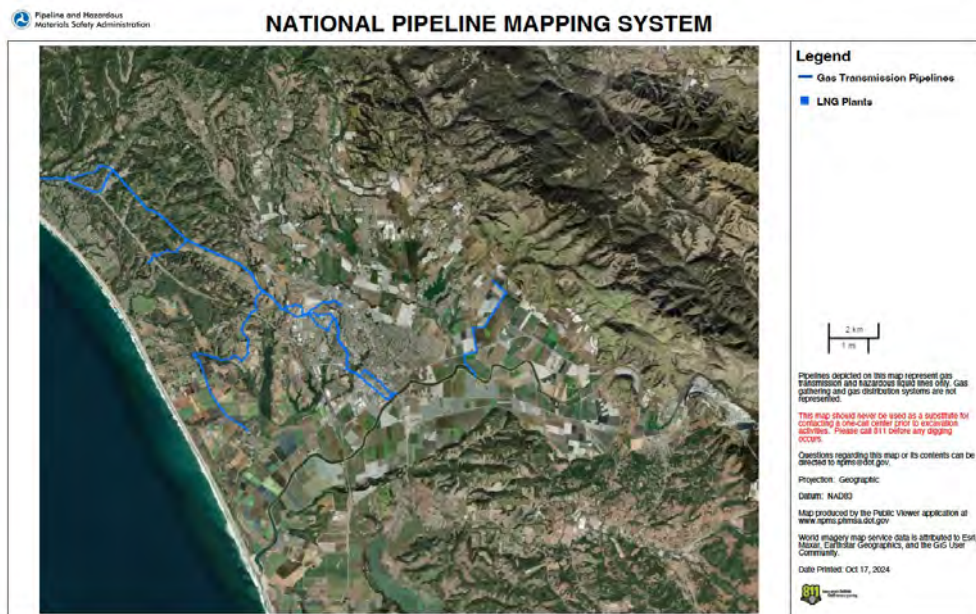 Pipeline and Hazardous
Materials Safety Administration
NATIONAL PIPELINE MAPPING SYSTEM
Legend
Gas Transmission Pipelines
LNG Plants
2 km
1 mi
Pipelines depicted on this map represent gas
transmission and hazardous liquid lines only. Gas
gathering and gas distribution systems are not
represented.
This map should never be used as a substitute for
contacting a one-call center prior to excavation
activities. Please call 811 before any digging
occurs.
Questions regarding this map or its contents can be
directed to npms@dot.gov.
Projection: Geographic
Datum: NAD83
Map produced by the Public Viewer application at
www.npms.phmsa.dot.gov
World Imagery map service data is attributed to Esri,
Maxar, Earthstar Geographics, and the GIS User
Community.
Date Printed: Oct 17, 2024
811